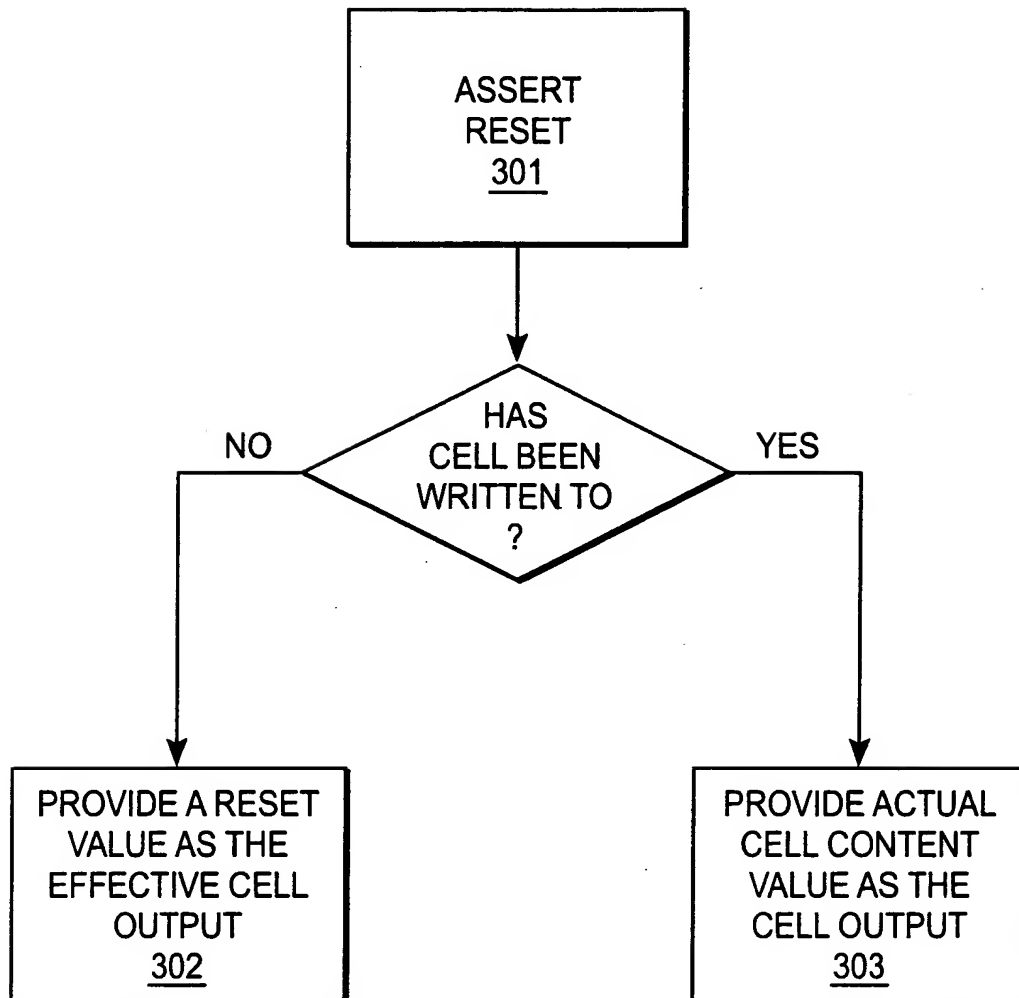 ASSERT
RESET
301
HAS
CELL BEEN
WRITTEN TO
?
NO
YES
PROVIDE A RESET
VALUE AS THE
EFFECTIVE CELL
OUTPUT
302
PROVIDE ACTUAL
CELL CONTENT
VALUE AS THE
CELL OUTPUT
303